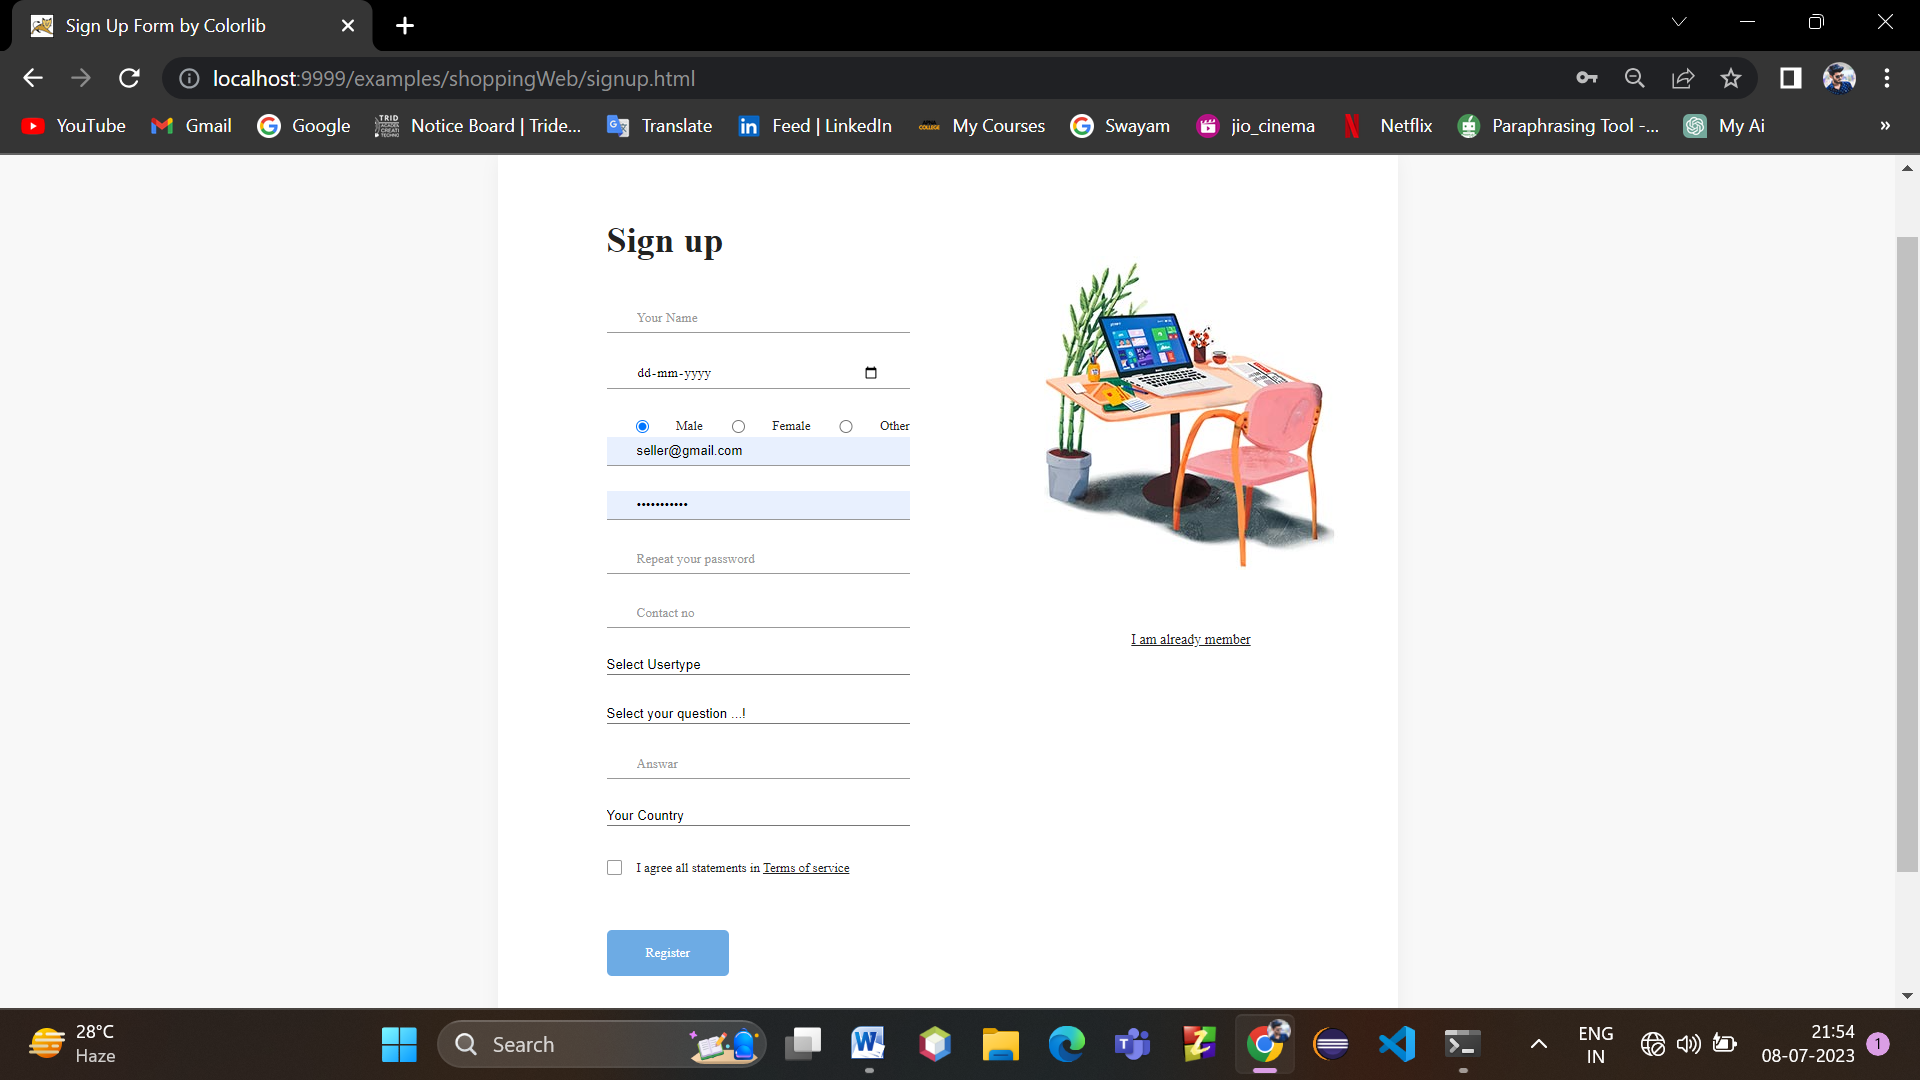 Sign Up Form by Colorlib
localhost:9999/examples/shoppingWeb/signup.html
YouTube Gmail Google Notice Board | Tride... Translate Feed | LinkedIn My Courses Swayam jio_cinema Netflix Paraphrasing Tool -... My Ai »
Sign up
Your Name
dd-mm-yyyy
Male Female Other
seller@gmail.com
•••••••••••
Repeat your password
Contact no
I am already member
Select Usertype
Select your question ...!
Answar
Your Country
I agree all statements in Terms of service
Register
28°C
Haze
Search
ENG
IN
21:54
08-07-2023
1